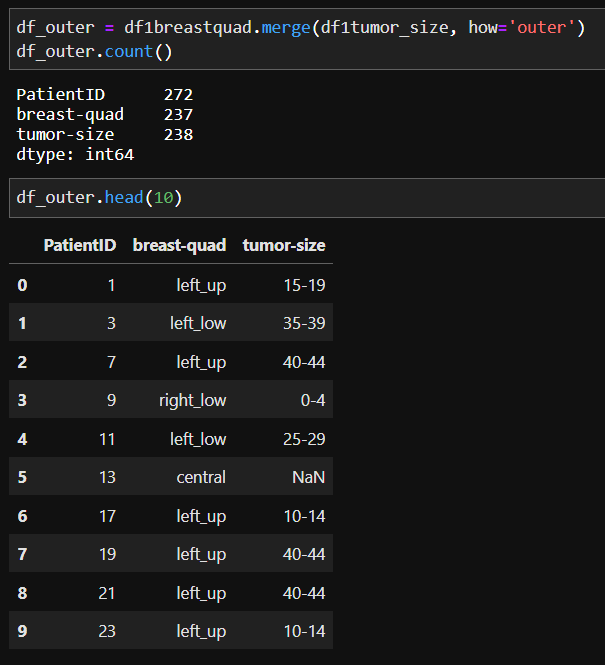 df_outer = df1breastquad.merge(df1tumor_size, how='outer')
df_outer.count()
PatientID 272
breast-quad 237
tumor-size 238
dtype: int64
df_outer.head(10)
PatientID breast-quad tumor-size
0 1 left_up 15-19
1 3 left_low 35-39
2 7 left_up 40-44
3 9 right_low 0-4
4 11 left_low 25-29
5 13 central NaN
6 17 left_up 10-14
7 19 left_up 40-44
8 21 left_up 40-44
9 23 left_up 10-14